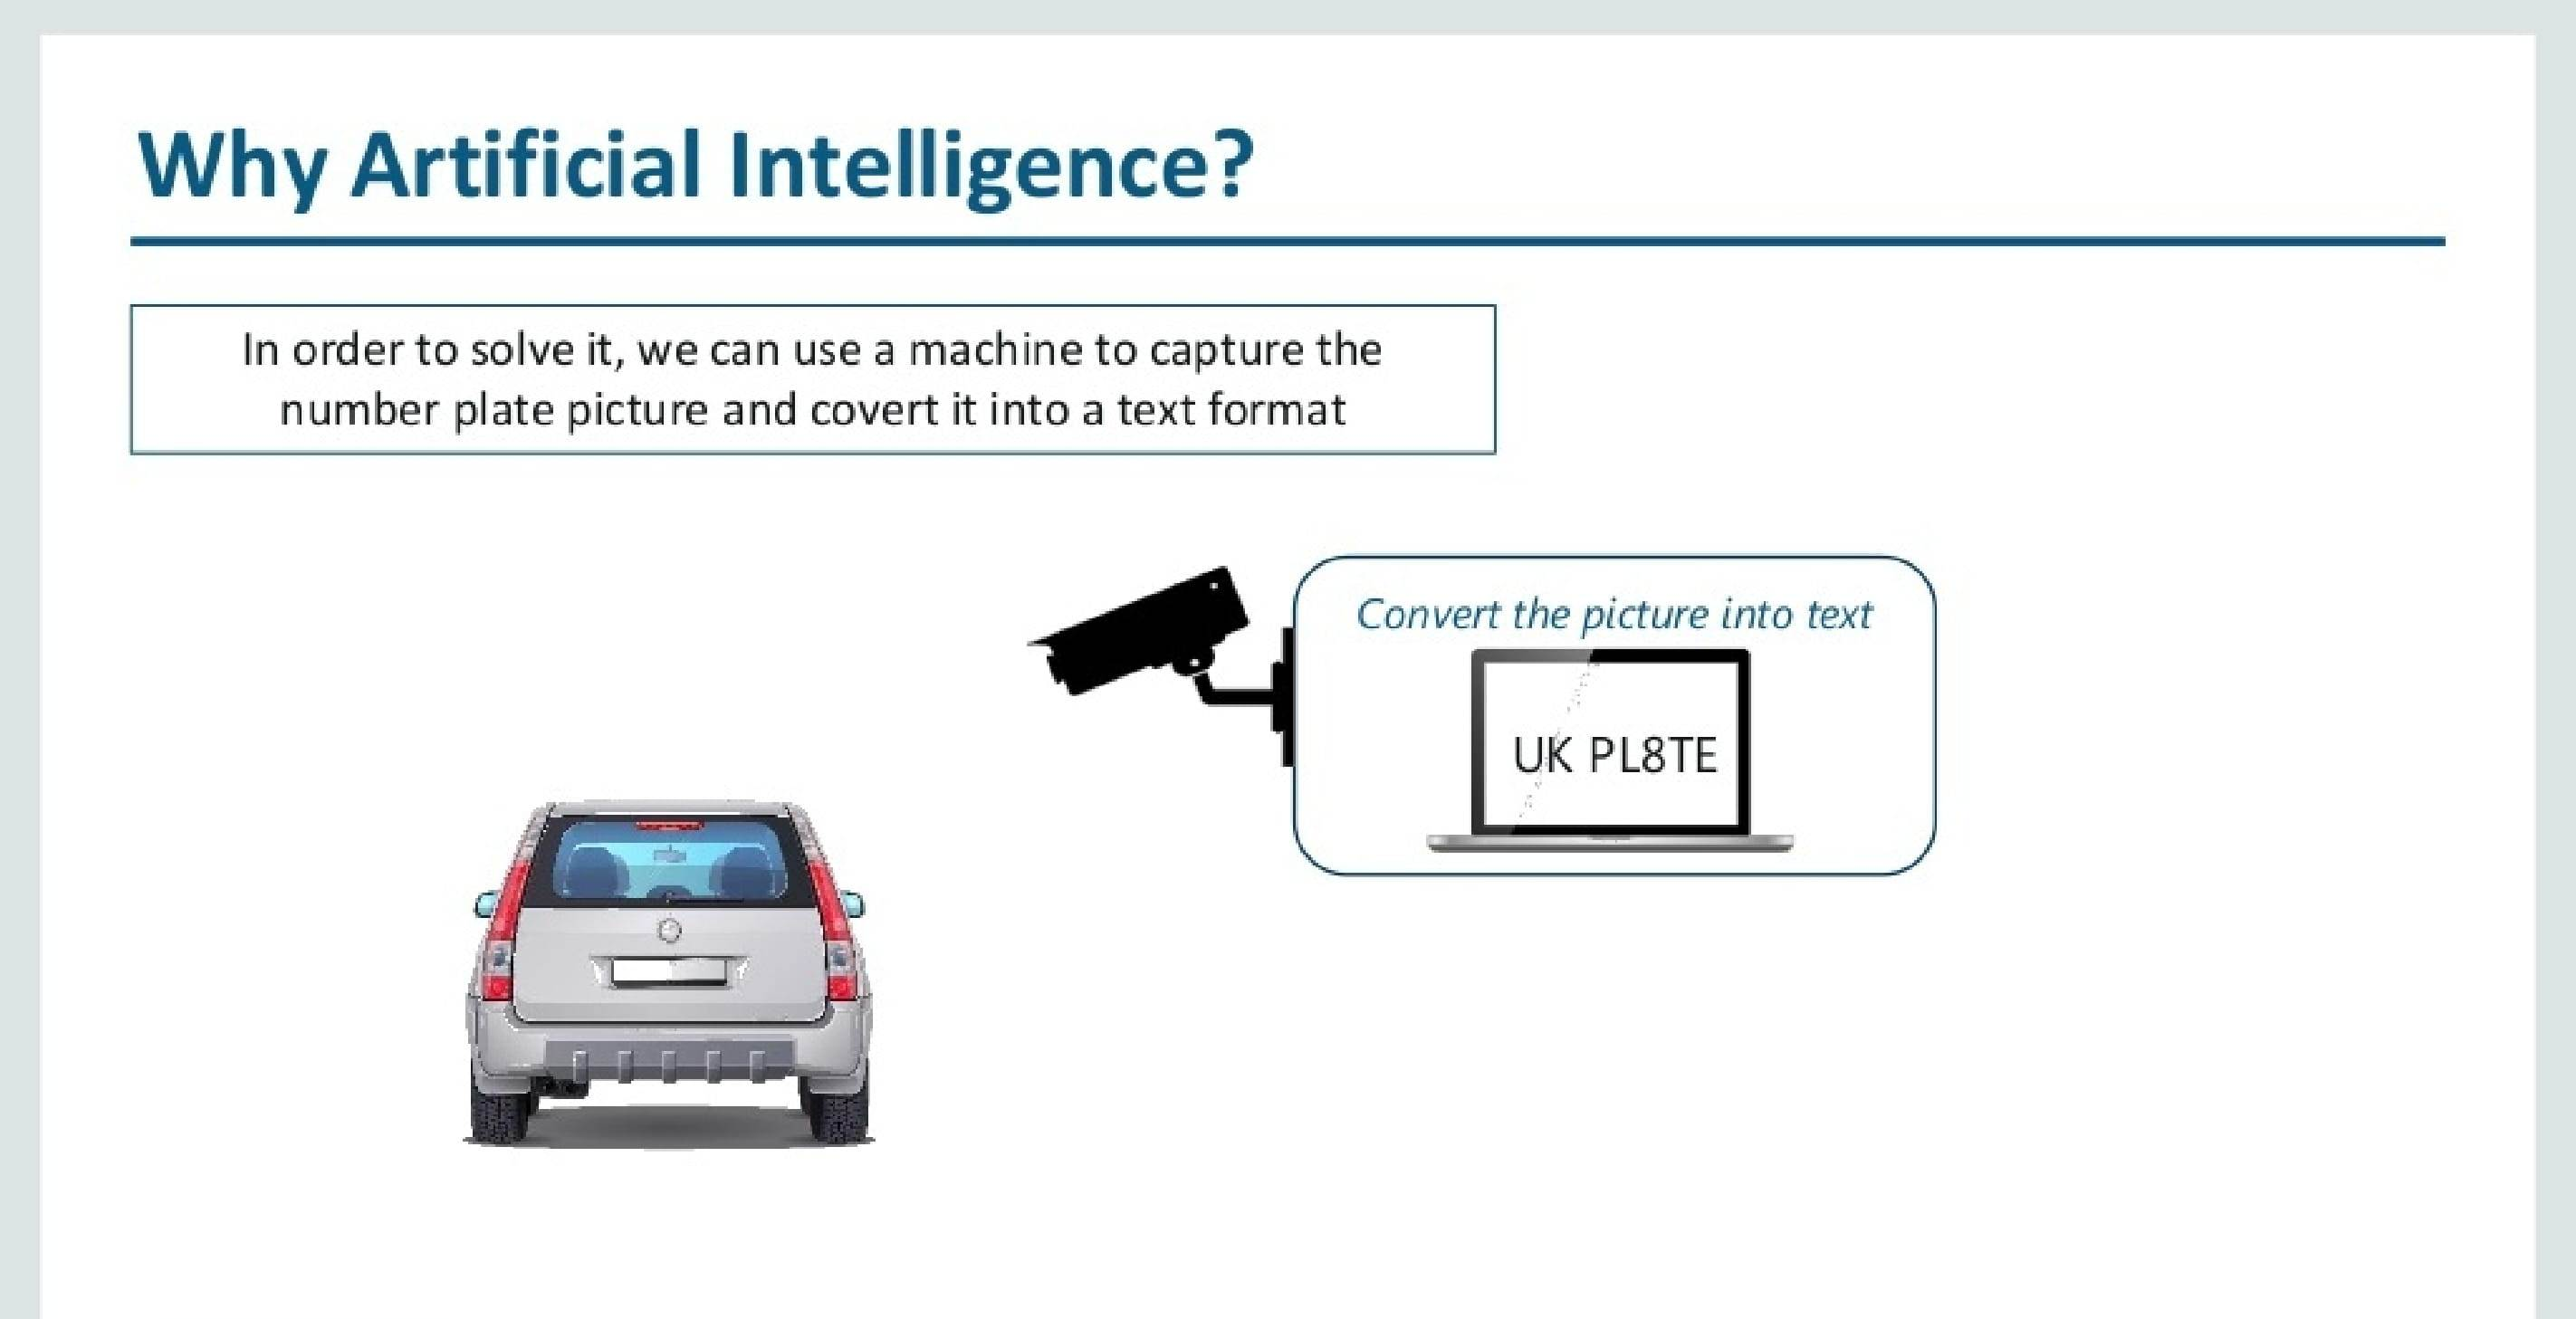 Why Artificial Intelligence?
In order to solve it, we can use a machine to capture the
number plate picture and covert it into a text format
Convert the picture into text
UK PL8TE